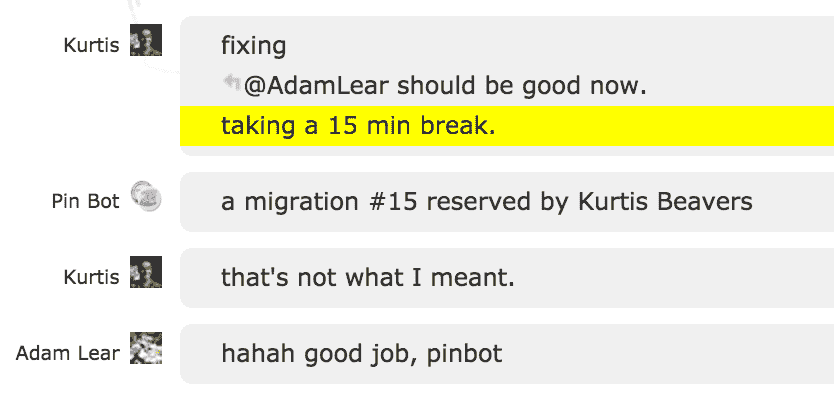 Kurtis
fixing
@AdamLear should be good now.
taking a 15 min break.
Pin Bot
a migration #15 reserved by Kurtis Beavers
Kurtis
that's not what I meant.
Adam Lear
hahah good job, pinbot